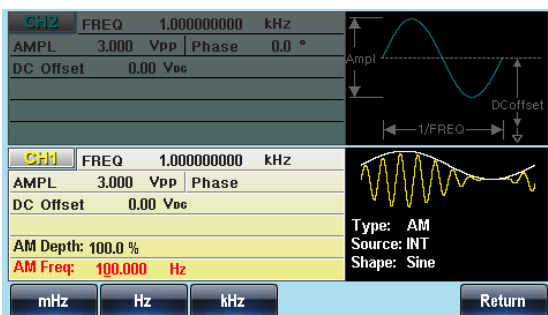 CH2 FREQ 1.000000000 kHz
AMPL 3.000 Vpp Phase 0.0 °
DC Offset 0.00 VDC
Ampl
DCoffset
1/FREQ
CH1 FREQ 1.000000000 kHz
AMPL 3.000 Vpp Phase
DC Offset 0.00 VDC
AM Depth: 100.0 %
AM Freq: 100.000 Hz
Type: AM
Source: INT
Shape: Sine
mHz Hz kHz Return